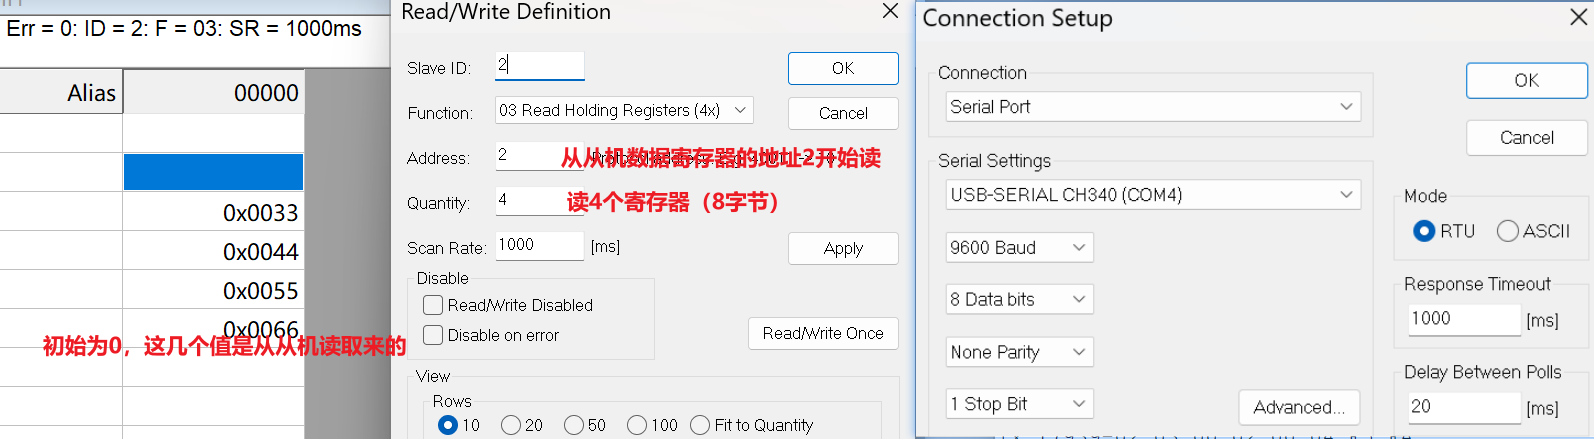 Err = 0: ID = 2: F = 03: SR = 1000ms
Alias
00000
0x0033
0x0044
0x0055
0x0066
初始为0，这几个值是从从机读取来的
Read/Write Definition
Slave ID:
2
OK
Function:
03 Read Holding Registers (4x)
Cancel
Address:
2
从从机数据寄存器的地址2开始读
Quantity:
4
读4个寄存器（8字节）
Scan Rate:
1000
[ms]
Apply
Disable
Read/Write Disabled
Disable on error
Read/Write Once
View
Rows
10
20
50
100
Fit to Quantity
Connection Setup
Connection
Serial Port
OK
Cancel
Serial Settings
USB-SERIAL CH340 (COM4)
9600 Baud
8 Data bits
None Parity
1 Stop Bit
Advanced...
Mode
RTU
ASCII
Response Timeout
1000
[ms]
Delay Between Polls
20
[ms]